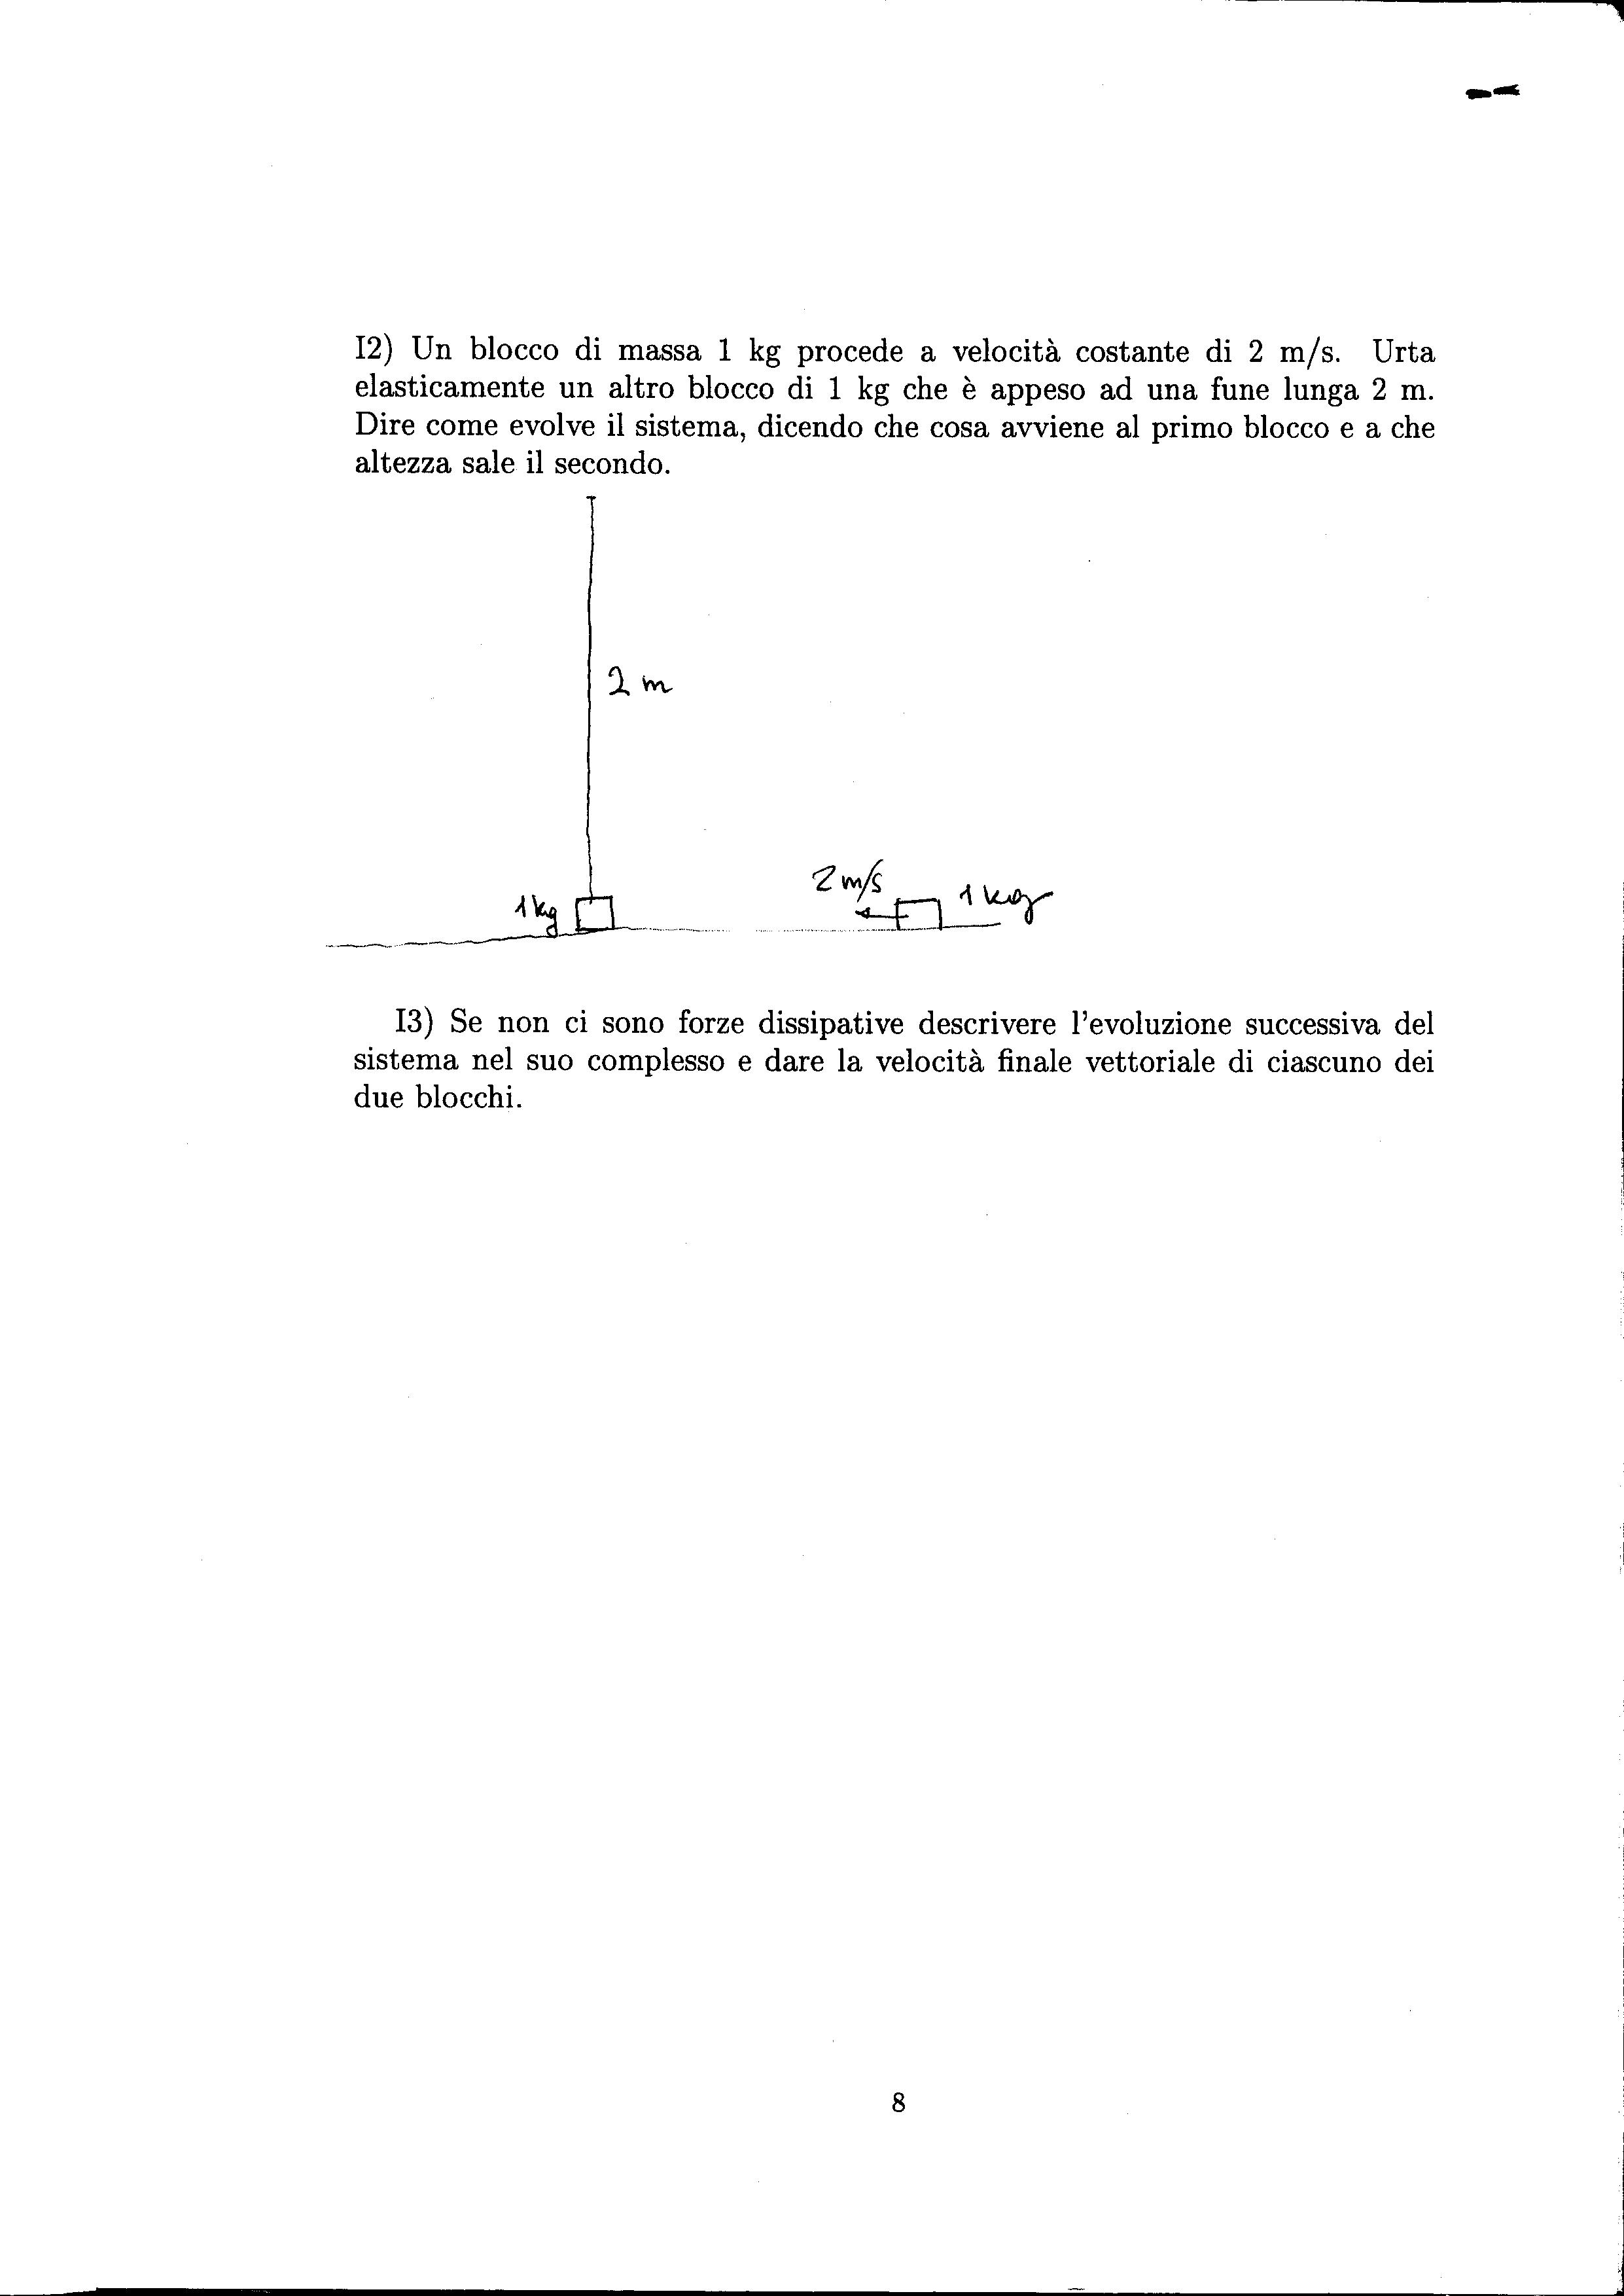 I2) Un blocco di massa 1 kg procede a velocità costante di 2 m/s. Urta
elasticamente un altro blocco di 1 kg che è appeso ad una fune lunga 2 m.
Dire come evolve il sistema, dicendo che cosa avviene al primo blocco e a che
altezza sale il secondo.
2 m
2 m/s
1 kg
1 kg
I3) Se non ci sono forze dissipative descrivere l'evoluzione successiva del
sistema nel suo complesso e dare la velocità finale vettoriale di ciascuno dei
due blocchi.
8